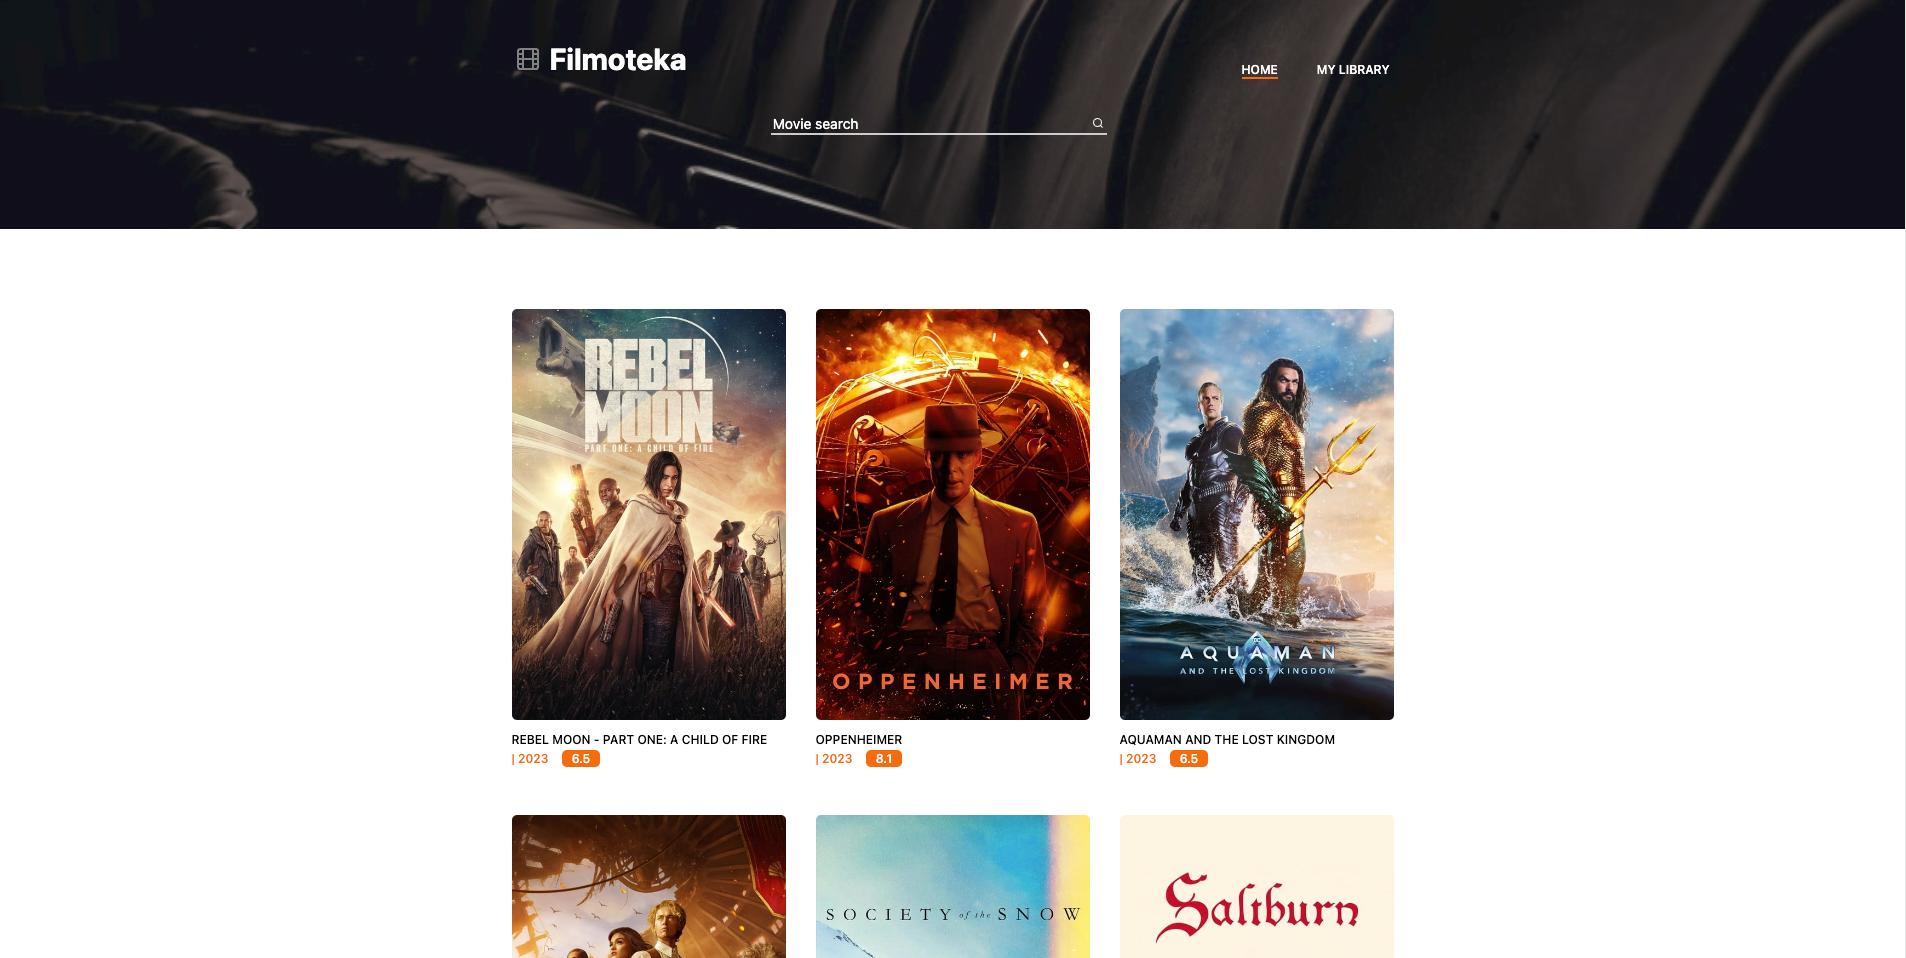 Filmoteka
HOME
MY LIBRARY
Movie search
REBEL
MOON
PART ONE: A CHILD OF FIRE
OPPENHEIMER
AQUAMAN
AND THE LOST KINGDOM
REBEL MOON - PART ONE: A CHILD OF FIRE
| 2023 6.5
OPPENHEIMER
| 2023 8.1
AQUAMAN AND THE LOST KINGDOM
| 2023 6.5
SOCIETY of the SNOW
Saltburn